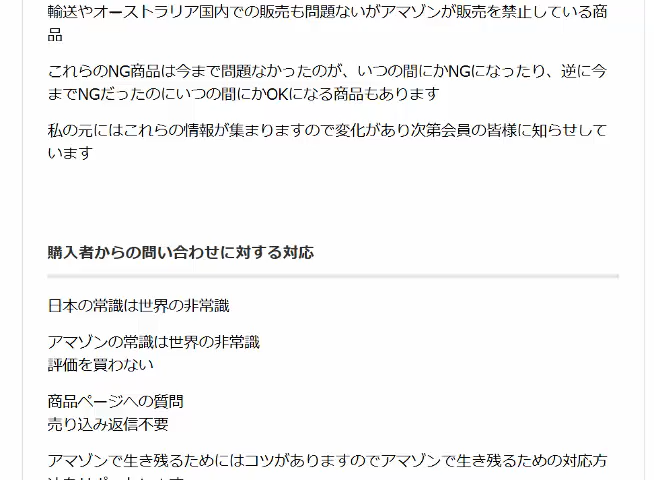 輸送やオーストラリア国内での販売も問題ないがアマゾンが販売を禁止している商
品
これらのNG商品は今まで問題なかったのが、いつの間にかNGになったり、逆に今
までNGだったのにいつの間にかOKになる商品もあります
私の元にはこれらの情報が集まりますので変化があり次第会員の皆様に知らせして
います
購入者からの問い合わせに対する対応
日本の常識は世界の非常識
アマゾンの常識は世界の非常識
評価を買わない
商品ページへの質問
売り込み返信不要
アマゾンで生き残るためにはコツがありますのでアマゾンで生き残るための対応方